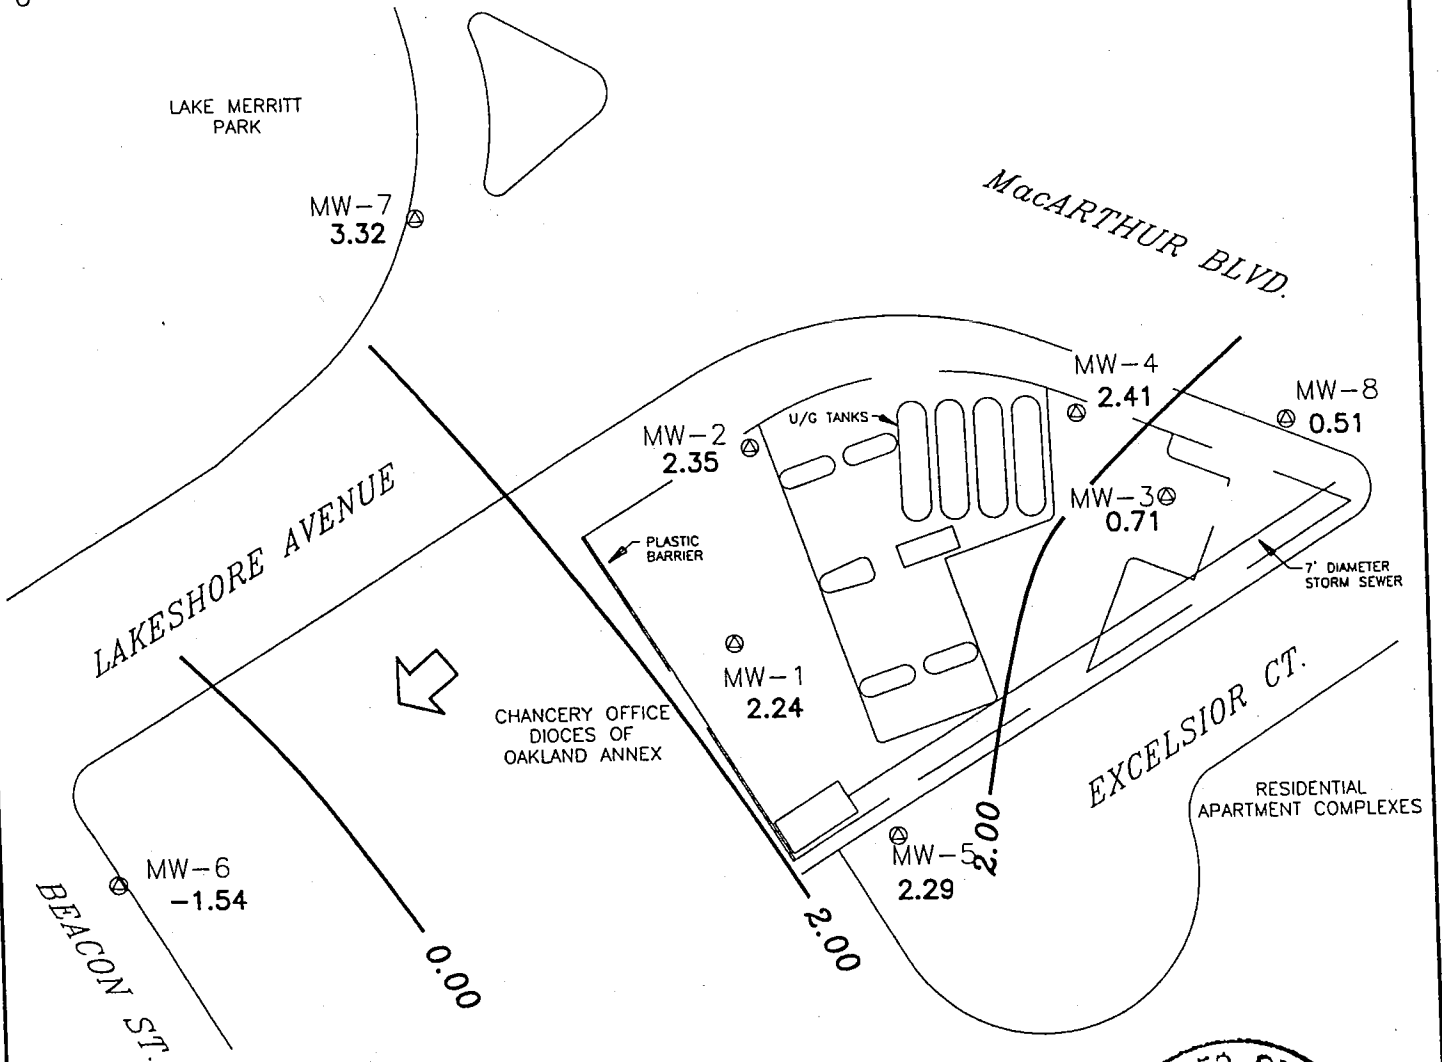 LAKE MERRITT
PARK
MW-7
3.32
MacARTHUR BLVD.
MW-4
2.41
MW-8
0.51
U/G TANKS
MW-2
2.35
MW-3
0.71
LAKESHORE AVENUE
PLASTIC
BARRIER
7' DIAMETER
STORM SEWER
MW-1
2.24
CHANCERY OFFICE
DIOCES OF
OAKLAND ANNEX
EXCELSIOR CT.
RESIDENTIAL
APARTMENT COMPLEXES
2.00
MW-5
2.29
MW-6
-1.54
BEACON ST.
0.00
2.00